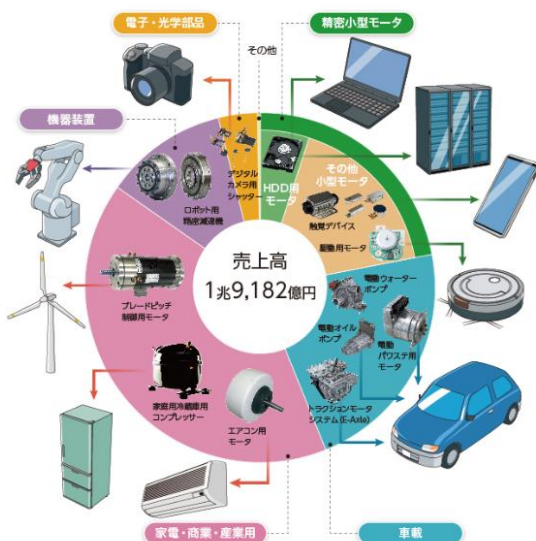 電子・光学部品
その他
精密小型モータ
機器装置
デジタル
カメラ用
シャッター
HDD用
モータ
その他
小型モータ
触覚デバイス
駆動用モータ
ロボット用
精密減速機
売上高
1兆9,182億円
ブレードピッチ
制御用モータ
電動ウォーター
ポンプ
電動オイル
ポンプ
電動
パワステ用
モータ
家庭用冷蔵庫用
コンプレッサー
エアコン用
モータ
トラクションモータ
システム(E-Axle)
家電・商業・産業用
車載